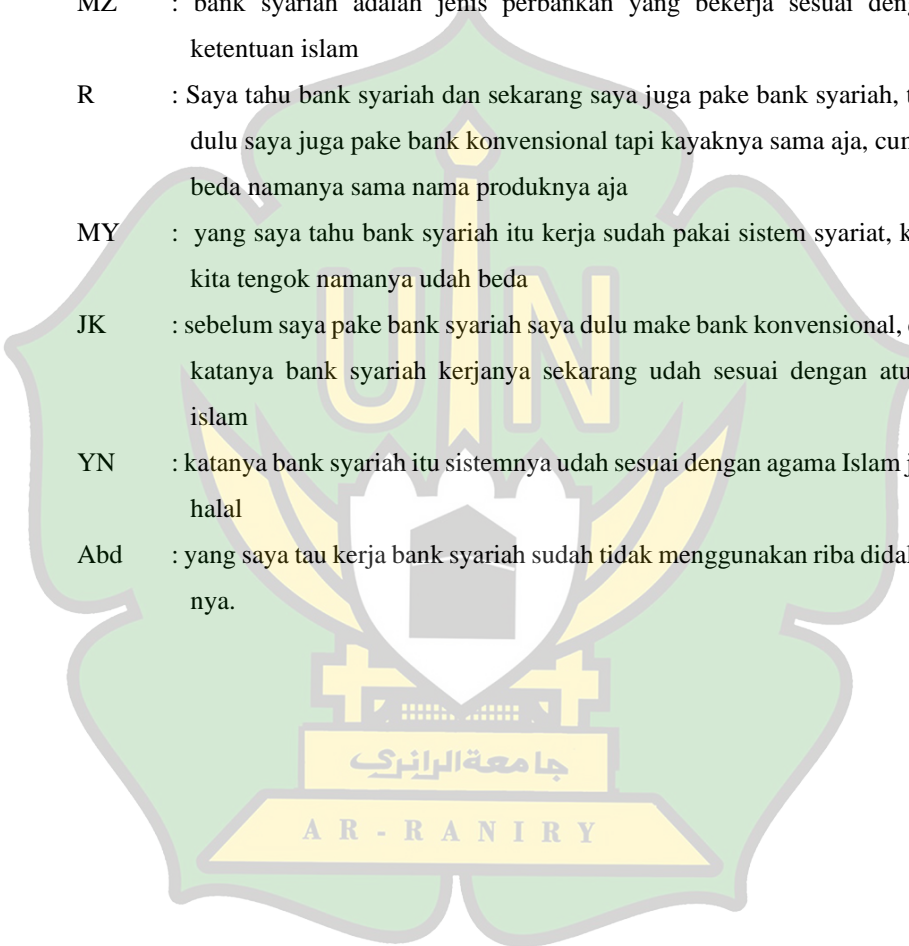 MZ : bank syariah adalah jenis perbankan yang bekerja sesuai
ketentuan islam
R : Saya tahu bank syariah dan sekarang saya juga pake bank syariah,
dulu saya juga pake bank konvensional tapi kayaknya sama aja,
beda namanya sama nama produknya aja
MY : yang saya tahu bank syariah itu kerja sudah pakai sistem syariat,
kita tengok namanya udah beda
JK : sebelum saya pake bank syariah saya dulu make bank konvensional,
katanya bank syariah kerjanya sekarang udah sesuai dengan
islam
YN : katanya bank syariah itu sistemnya udah sesuai dengan agama Islam
halal
Abd : yang saya tau kerja bank syariah sudah tidak menggunakan riba
nya.
UIN
جامعة الرانري
AR-RANIRY